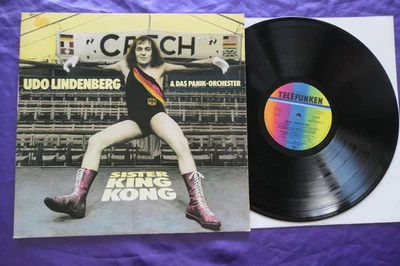 "CATCH"
UDO LINDENBERG
& DAS PANIK-ORCHESTER
SISTER
KING
KONG
TELEFUNKEN